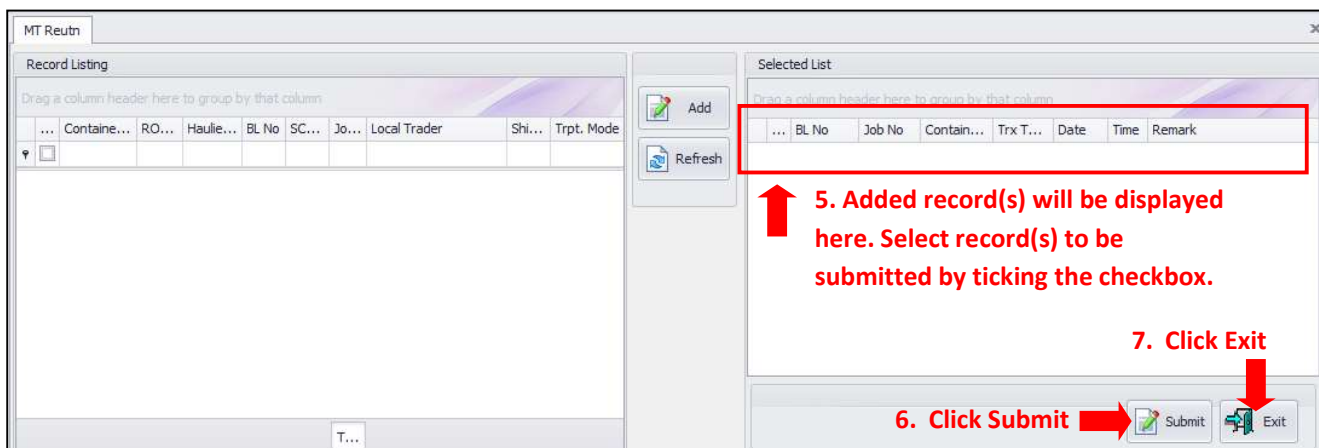 MT Reutn
Record Listing
Drag a column header here to group by that column
... Containe... RO... Haulie... BL No SC... Jo... Local Trader Shi... Trpt. Mode
T...
Add
Refresh
Selected List
Drag a column header here to group by that column
... BL No Job No Contain... Trx T... Date Time Remark
5. Added record(s) will be displayed
here. Select record(s) to be
submitted by ticking the checkbox.
7. Click Exit
6. Click Submit
Submit
Exit